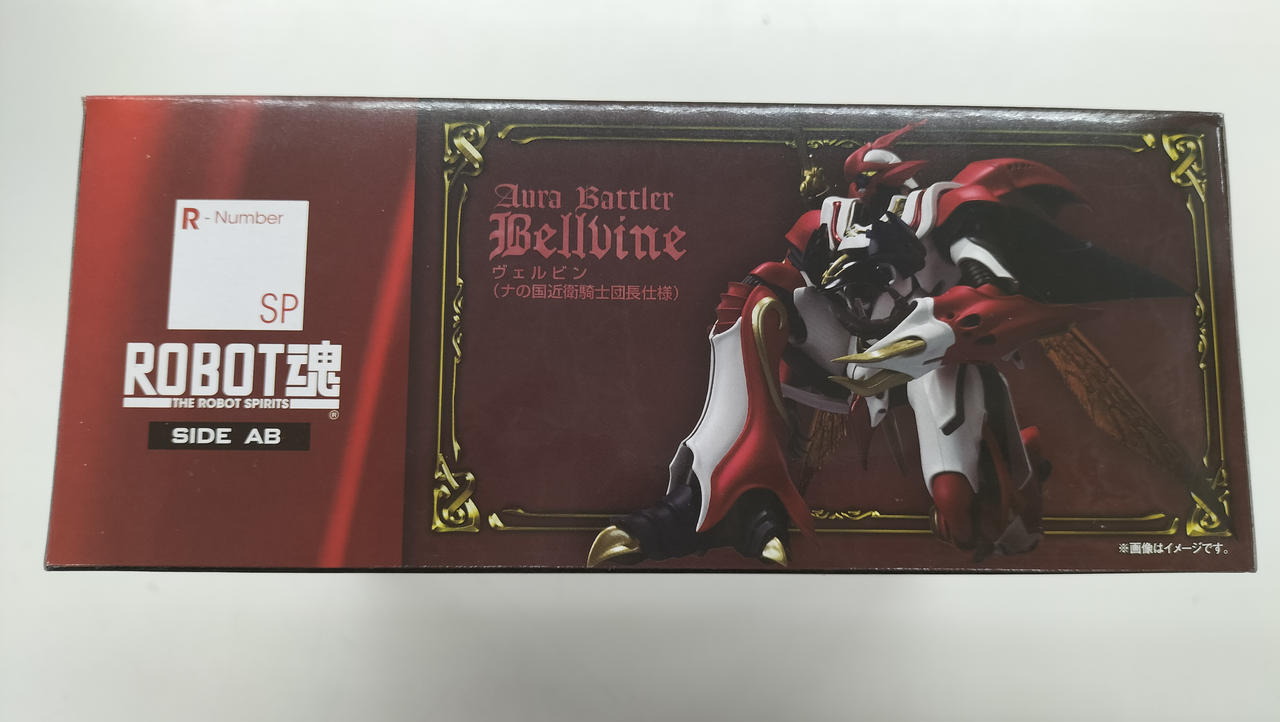 R - Number
SP
ROBOT魂
THE ROBOT SPIRITS
®
SIDE AB
Aura Battler
Bellvine
ヴェルビン
(ナの国近衛騎士団長仕様)
※画像はイメージです。